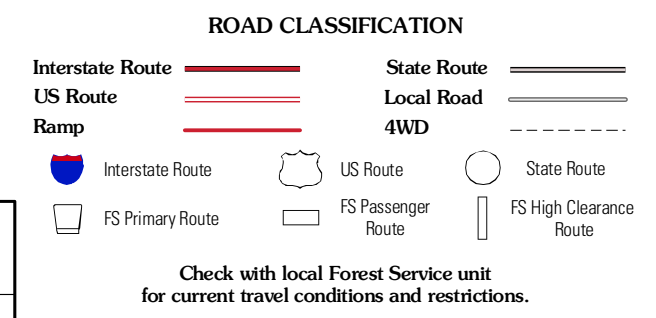 ROAD CLASSIFICATION
Interstate Route
State Route
US Route
Local Road
Ramp
4WD
Interstate Route
US Route
State Route
FS Primary Route
FS Passenger
Route
FS High Clearance
Route
Check with local Forest Service unit
for current travel conditions and restrictions.